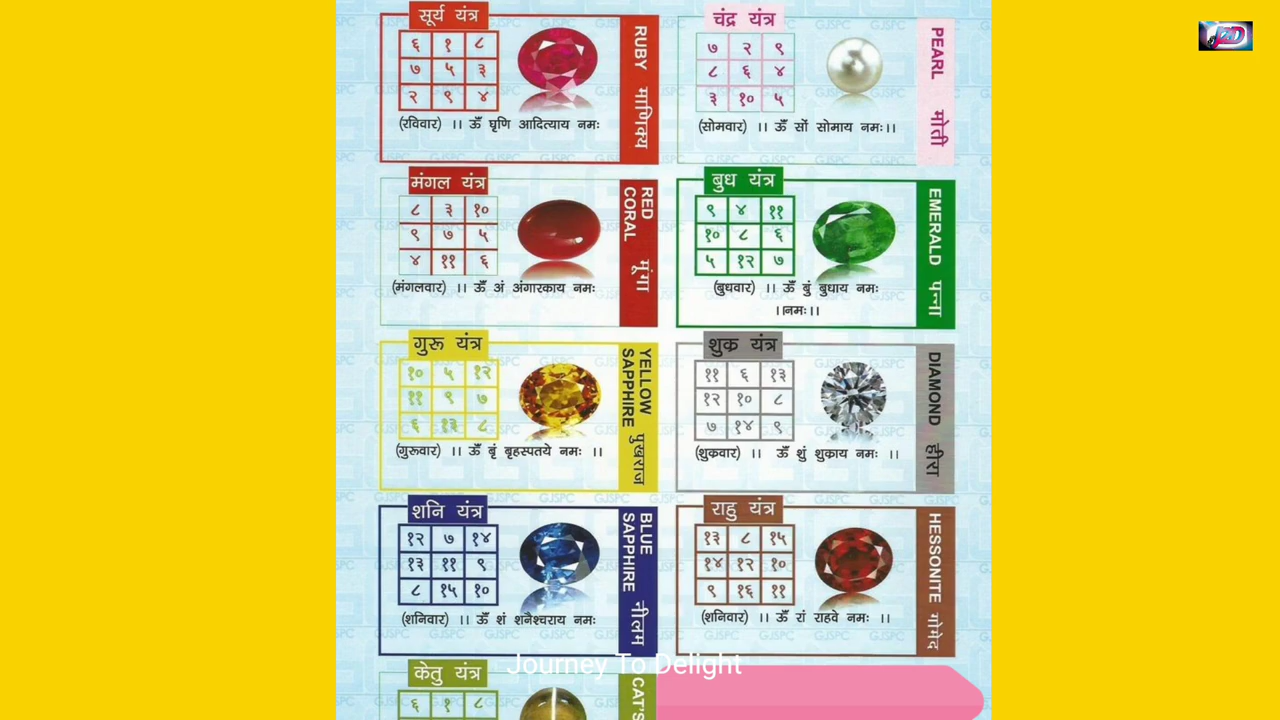 सूर्य यंत्र
६ १ ८
७ ५ ३
२ ९ ४
(रविवार) ।। ऊँ घृणि आदित्याय नमः
RUBY माणिक्य
चंद्र यंत्र
७ २ ९
८ ६ ४
३ १० ५
(सोमवार) ।। ऊँ सों सोमाय नमः।।
PEARL मोती
मंगल यंत्र
८ ३ १०
९ ७ ५
४ ११ ६
(मंगलवार) ।। ऊँ अं अंगारकाय नमः
RED CORAL मूंगा
बुध यंत्र
९ ४ ११
१० ८ ६
५ १२ ७
(बुधवार) ।। ऊँ बुं बुधाय नमः
।।नमः।।
EMERALD पन्ना
गुरू यंत्र
१० ५ १२
११ ९ ७
६ १३ ८
(गुरूवार) ।। ऊँ बृं बृहस्पतये नमः ।।
YELLOW SAPPHIRE पुखराज
शुक्र यंत्र
११ ६ १३
१२ १० ८
७ १४ ९
(शुक्रवार) ।। ऊँ शुं शुक्राय नमः ।।
DIAMOND हीरा
शनि यंत्र
१२ ७ १४
१३ ११ ९
८ १५ १०
(शनिवार) ।। ऊँ शं शनैश्चराय नमः
BLUE SAPPHIRE नीलम
राहु यंत्र
१३ ८ १५
१४ १२ १०
९ १६ ११
(शनिवार) ।। ऊँ रां राहवे नमः ।।
HESSONITE गोमेद
Journey To Delight
केतु यंत्र
६ १ ८
CAT'S